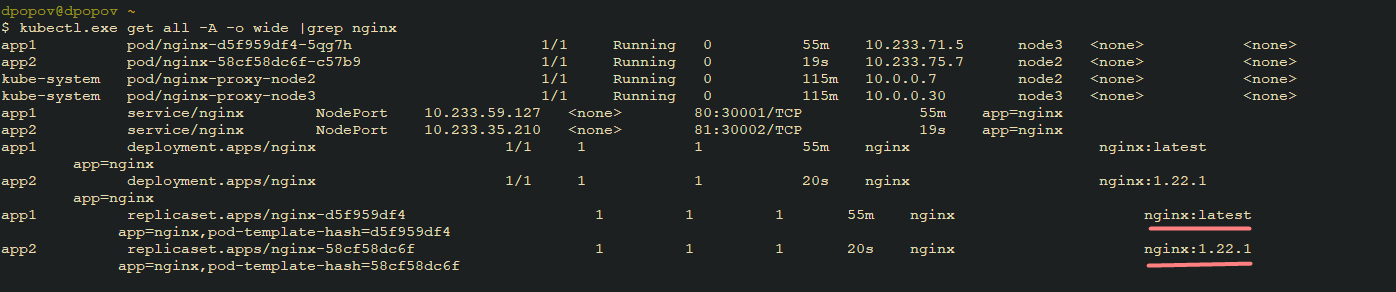 dpopov@dpopov ~
$ kubectl.exe get all -A -o wide |grep nginx
app1 pod/nginx-d5f959df4-5qg7h 1/1 Running 0 55m 10.233.71.5 node3 <none> <none>
app2 pod/nginx-58cf58dc6f-c57b9 1/1 Running 0 19s 10.233.75.7 node2 <none> <none>
kube-system pod/nginx-proxy-node2 1/1 Running 0 115m 10.0.0.7 node2 <none> <none>
kube-system pod/nginx-proxy-node3 1/1 Running 0 115m 10.0.0.30 node3 <none> <none>
app1 service/nginx NodePort 10.233.59.127 <none> 80:30001/TCP 55m app=nginx
app2 service/nginx NodePort 10.233.35.210 <none> 81:30002/TCP 19s app=nginx
app1 deployment.apps/nginx 1/1 1 1 55m nginx nginx:latest
app=nginx
app2 deployment.apps/nginx 1/1 1 1 20s nginx nginx:1.22.1
app=nginx
app1 replicaset.apps/nginx-d5f959df4 1 1 1 55m nginx nginx:latest
app=nginx,pod-template-hash=d5f959df4
app2 replicaset.apps/nginx-58cf58dc6f 1 1 1 20s nginx nginx:1.22.1
app=nginx,pod-template-hash=58cf58dc6f